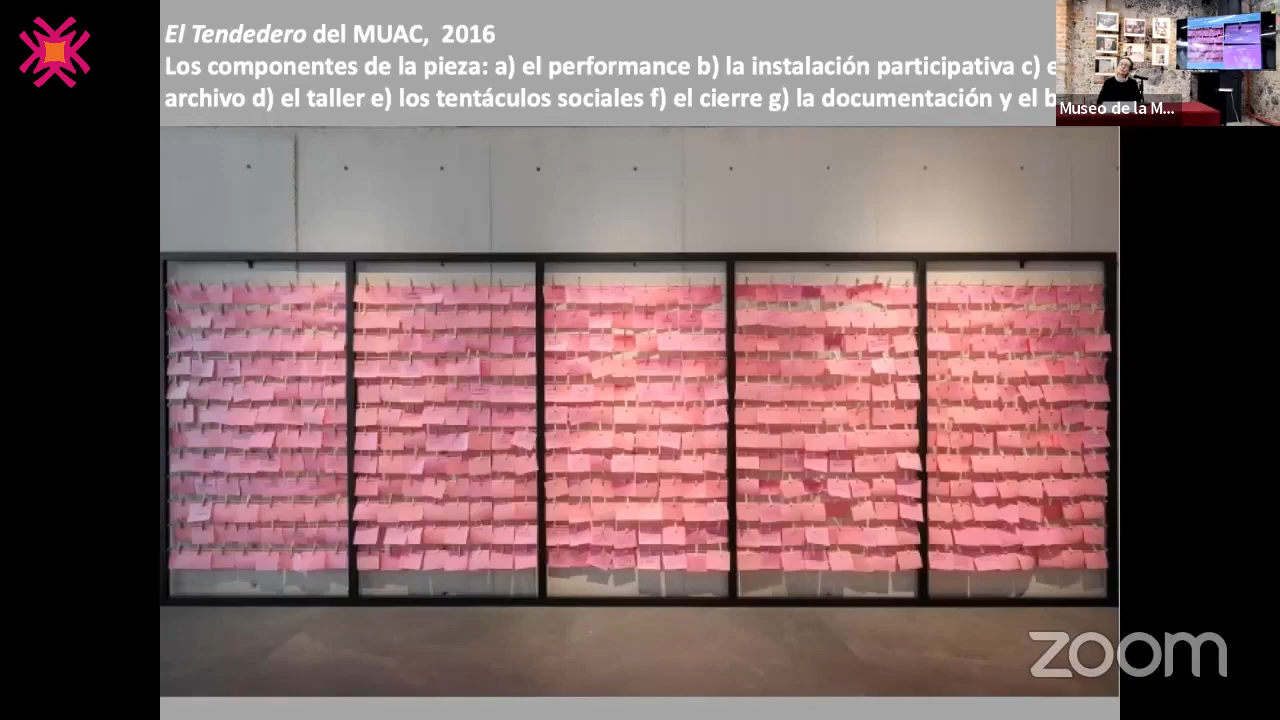 El Tendedero del MUAC, 2016
Los componentes de la pieza: a) el performance b) la instalación participativa c)
archivo d) el taller e) los tentáculos sociales f) el cierre g) la documentación y el
Museo de la M...
zoom